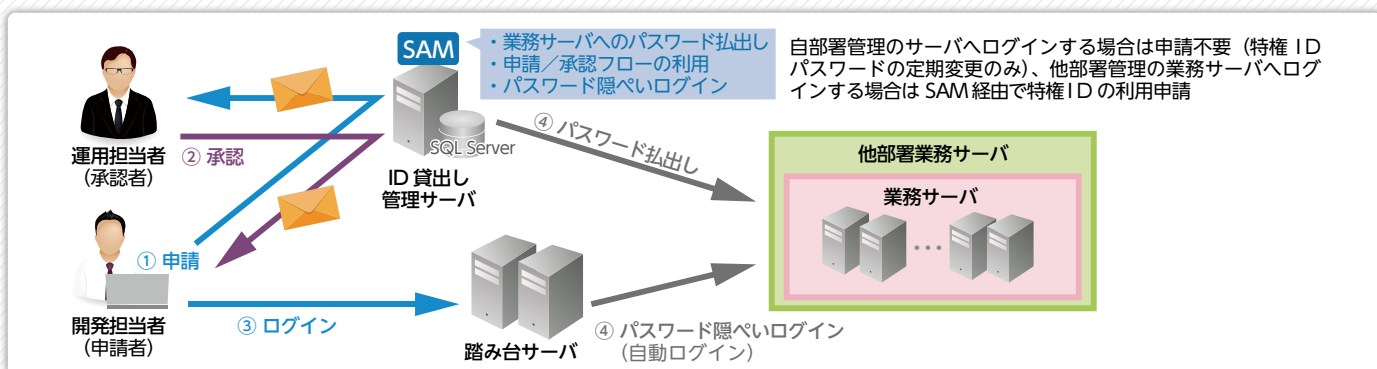 SAM
・業務サーバへのパスワード払出し
・申請／承認フローの利用
・パスワード隠ぺいログイン
自部署管理のサーバへログインする場合は申請不要（特権 ID
パスワードの定期変更のみ）、他部署管理の業務サーバへログ
インする場合は SAM 経由で特権 ID の利用申請
運用担当者
（承認者）
② 承認
SQL Server
ID 貸出し
管理サーバ
④ パスワード払出し
他部署業務サーバ
業務サーバ
…
① 申請
開発担当者
（申請者）
③ ログイン
踏み台サーバ
④ パスワード隠ぺいログイン
（自動ログイン）